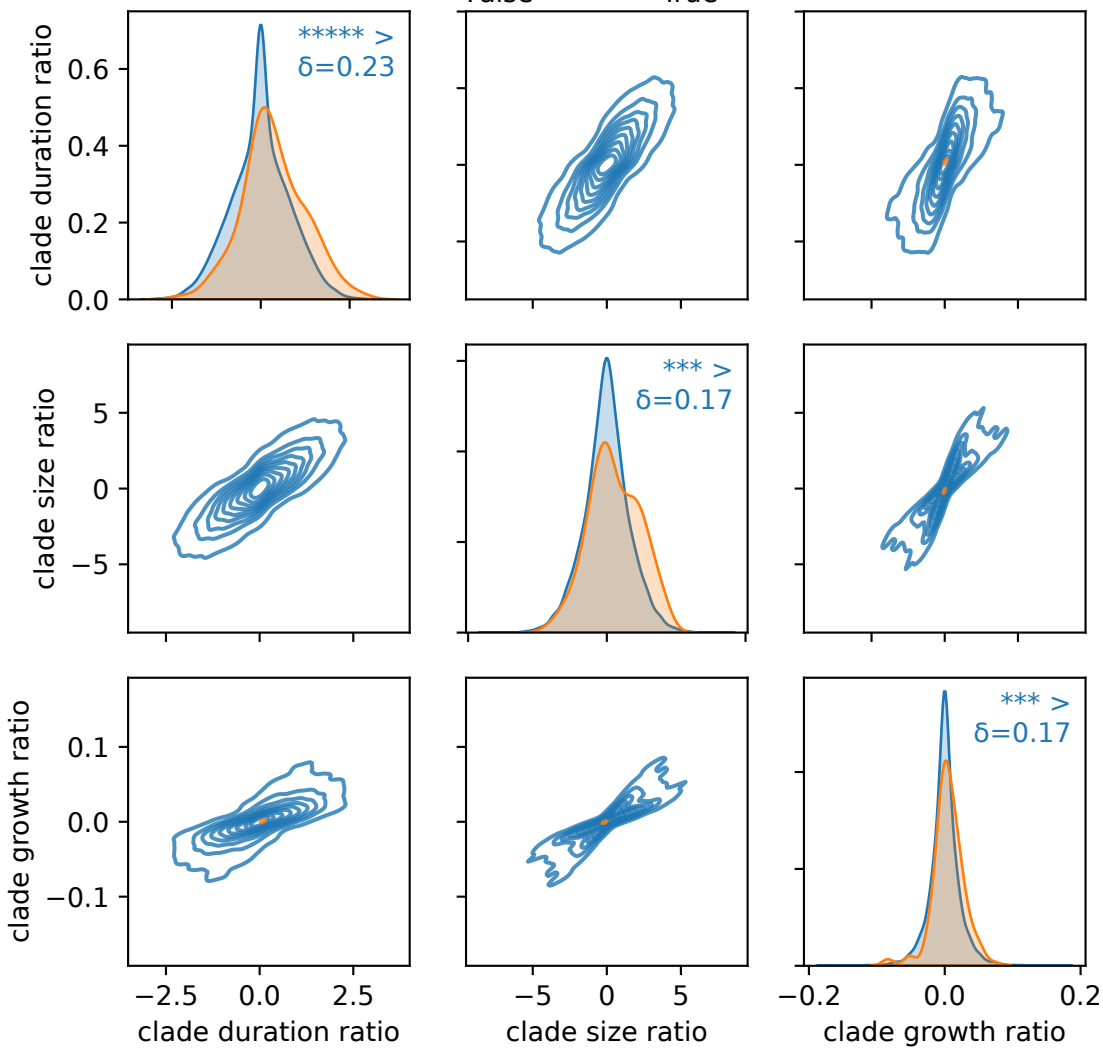 clade duration ratio
0.6
0.4
0.2
0.0
***** >
δ=0.23
clade size ratio
5
0
−5
*** >
δ=0.17
clade growth ratio
0.1
0.0
−0.1
*** >
δ=0.17
−2.5 0.0 2.5
−5 0 5
−0.2 0.0 0.2
clade duration ratio
clade size ratio
clade growth ratio